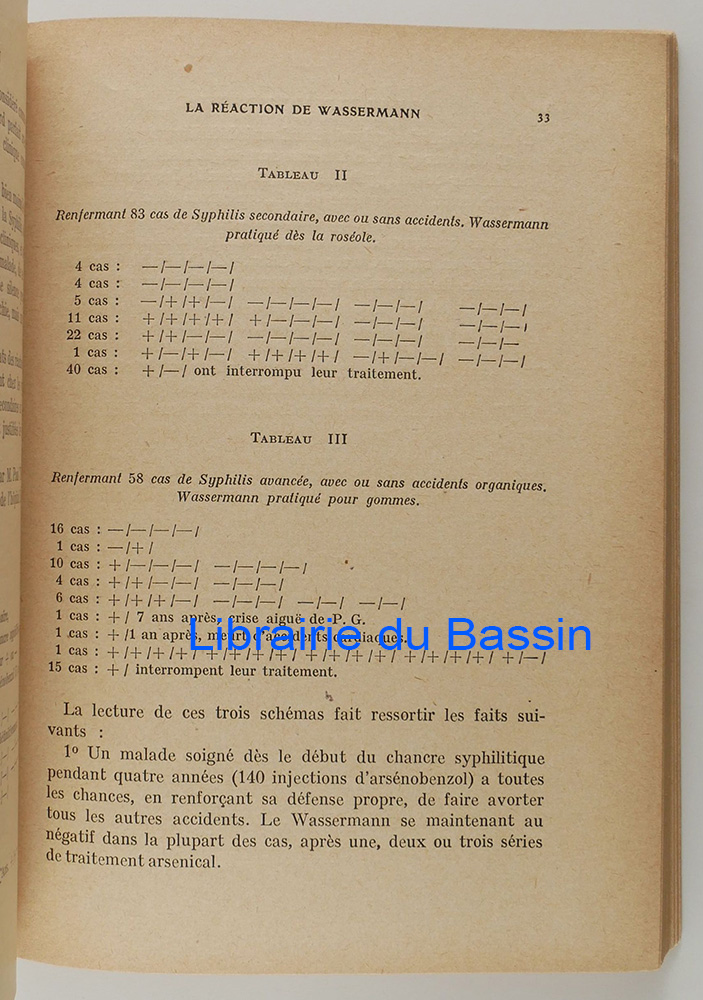 LA RÉACTION DE WASSERMANN 33
TABLEAU II
Renfermant 83 cas de Syphilis secondaire, avec ou sans accidents. Wassermann
pratiqué dès la roséole.
4 cas : —/—/—/—/
4 cas : —/—/—/—/
5 cas : —/+/+/—/ —/—/—/—/ —/—/—/ —/—/—/
11 cas : +/+/+/+/ +/—/—/—/ —/—/—/ —/—/—/
22 cas : +/+/—/—/ —/—/—/—/ —/—/—/ —/—/—
1 cas : +/—/+/—/ +/+/+/+/ —/+/—/—/ —/—/—/
40 cas : +/—/ ont interrompu leur traitement.
TABLEAU III
Renfermant 58 cas de Syphilis avancée, avec ou sans accidents organiques.
Wassermann pratiqué pour gommes.
16 cas : —/—/—/—/
1 cas : —/+/
10 cas : +/—/—/—/ —/—/—/—/
4 cas : +/+/—/—/ —/—/—/
6 cas : +/+/+/—/ —/—/—/ —/—/ —/—/
1 cas : +/ 7 ans après, crise aiguë de P. G.
1 cas : +/1 an après, meurt d'accidents cardiaques.
1 cas : +/+/+/+/ +/+/+/+/ +/+/+/+/ +/+/+/+/ +/—/
15 cas : +/ interrompent leur traitement.
Librairie du Bassin
La lecture de ces trois schémas fait ressortir les faits sui-
vants :
1º Un malade soigné dès le début du chancre syphilitique
pendant quatre années (140 injections d'arsénobenzol) a toutes
les chances, en renforçant sa défense propre, de faire avorter
tous les autres accidents. Le Wassermann se maintenant au
négatif dans la plupart des cas, après une, deux ou trois séries
de traitement arsenical.